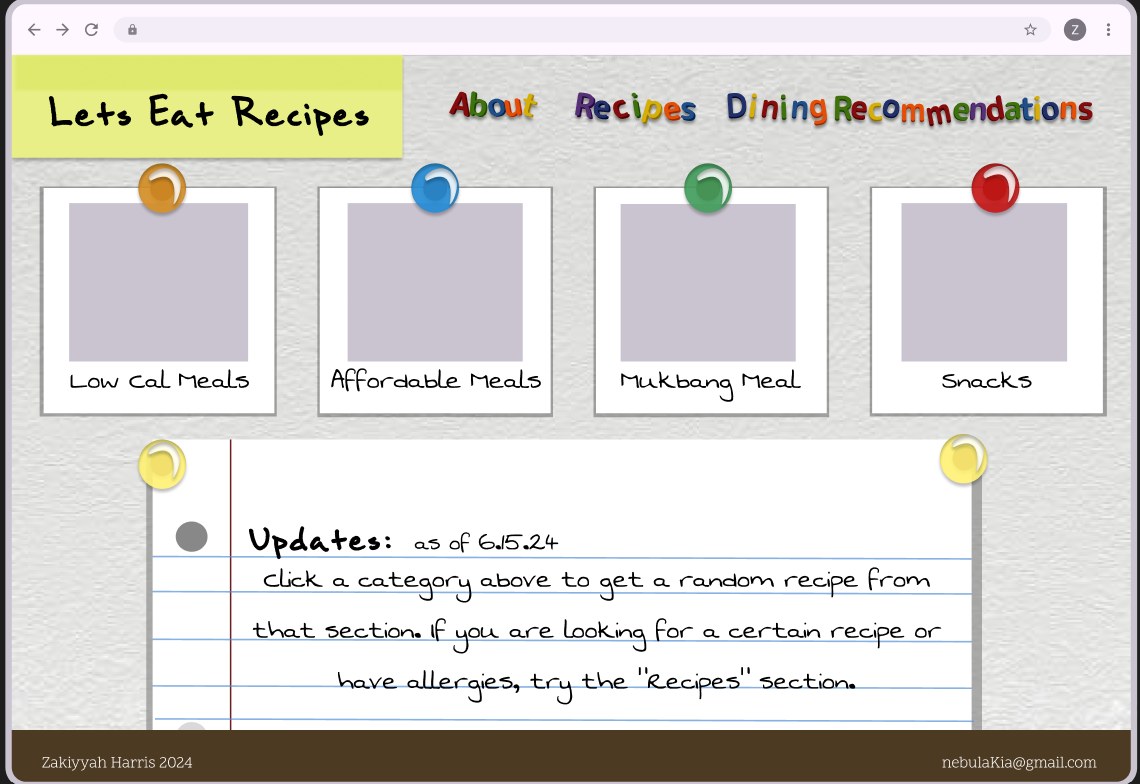 Z
Lets Eat Recipes
About Recipes Dining Recommendations
Low Cal Meals Affordable Meals Mukbang Meal Snacks
Updates: as of 6.15.24
Click a category above to get a random recipe from
that section. If you are looking for a certain recipe or
have allergies, try the "Recipes" section.
Zakiyyah Harris 2024 nebulaKia@gmail.com